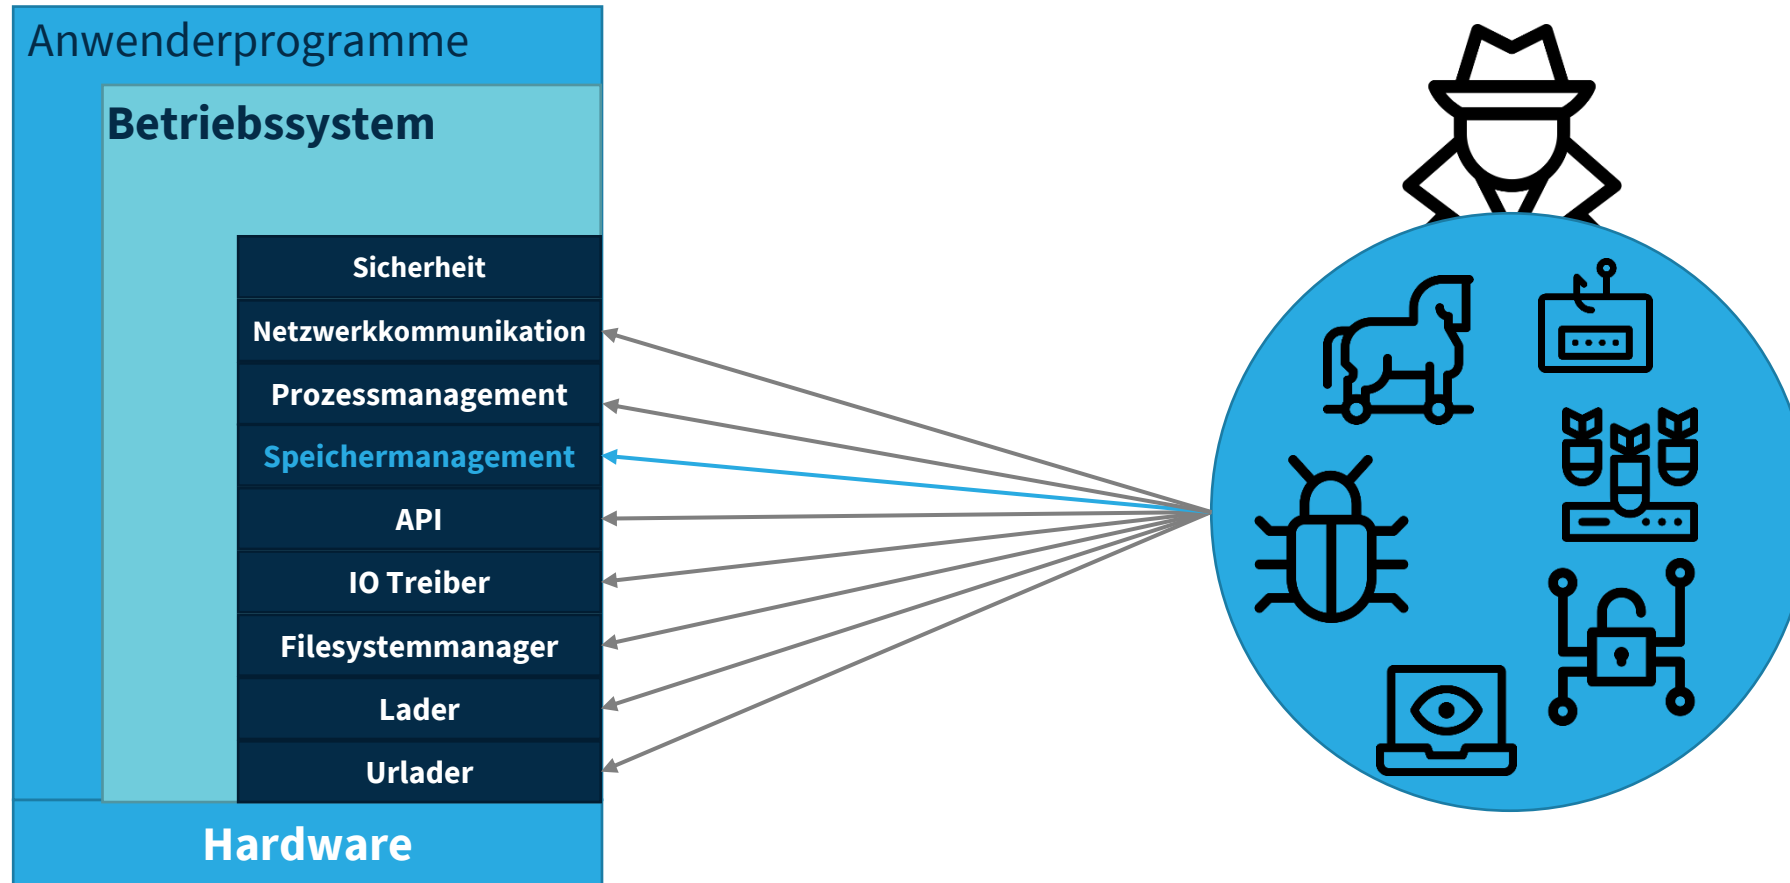 Anwenderprogramme
Betriebssystem
Sicherheit
Netzwerkkommunikation
Prozessmanagement
Speichermanagement
API
IO Treiber
Filesystemmanager
Lader
Urlader
Hardware